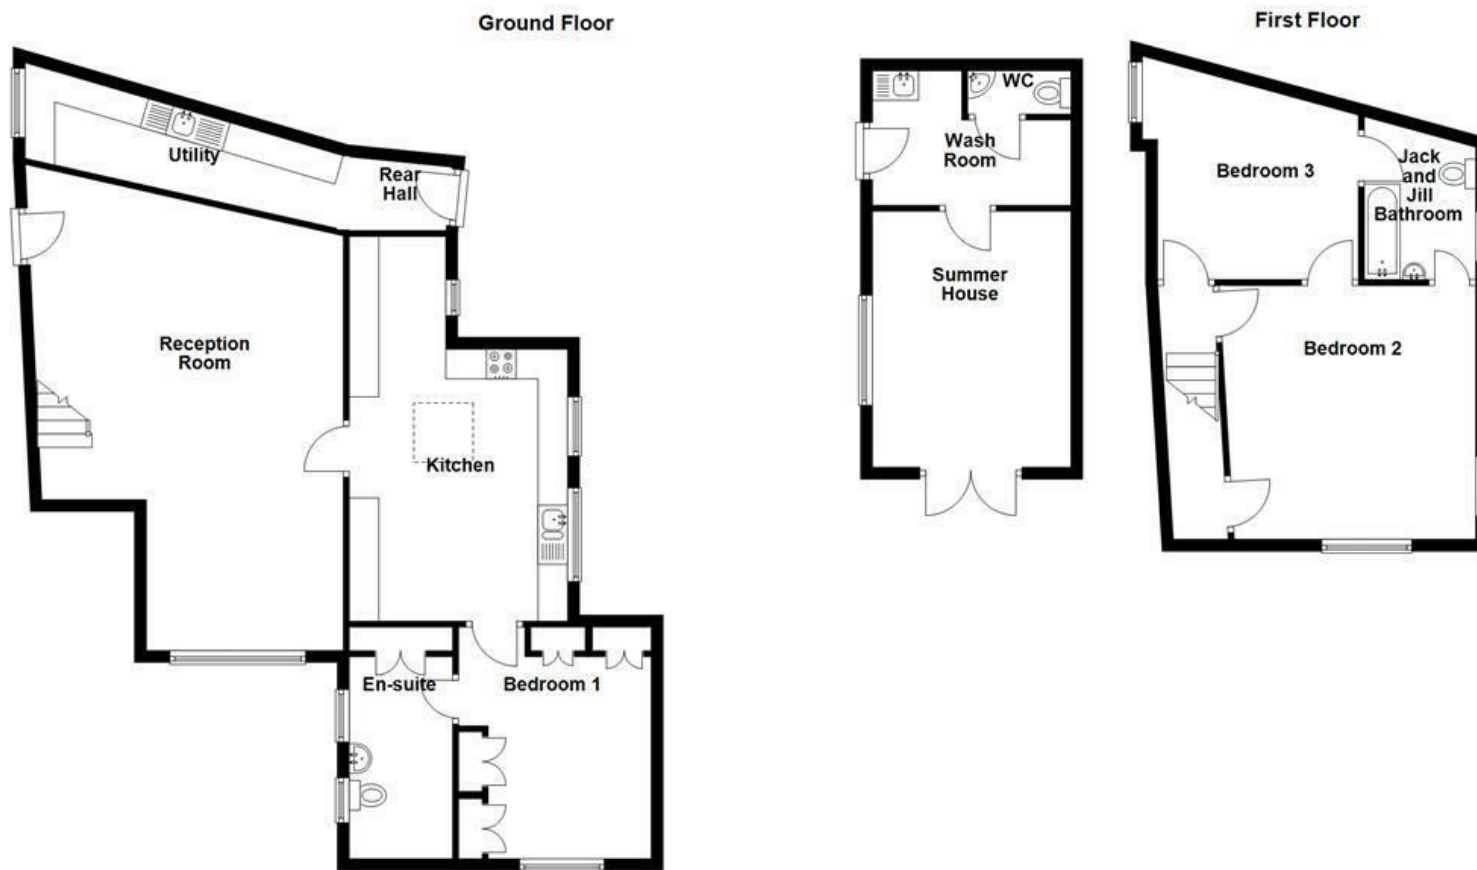 Ground Floor
Utility
Rear
Hall
Reception
Room
Kitchen
En-suite
Bedroom 1
WC
Wash
Room
Summer
House
First Floor
Bedroom 3
Jack
and
Jill
Bathroom
Bedroom 2